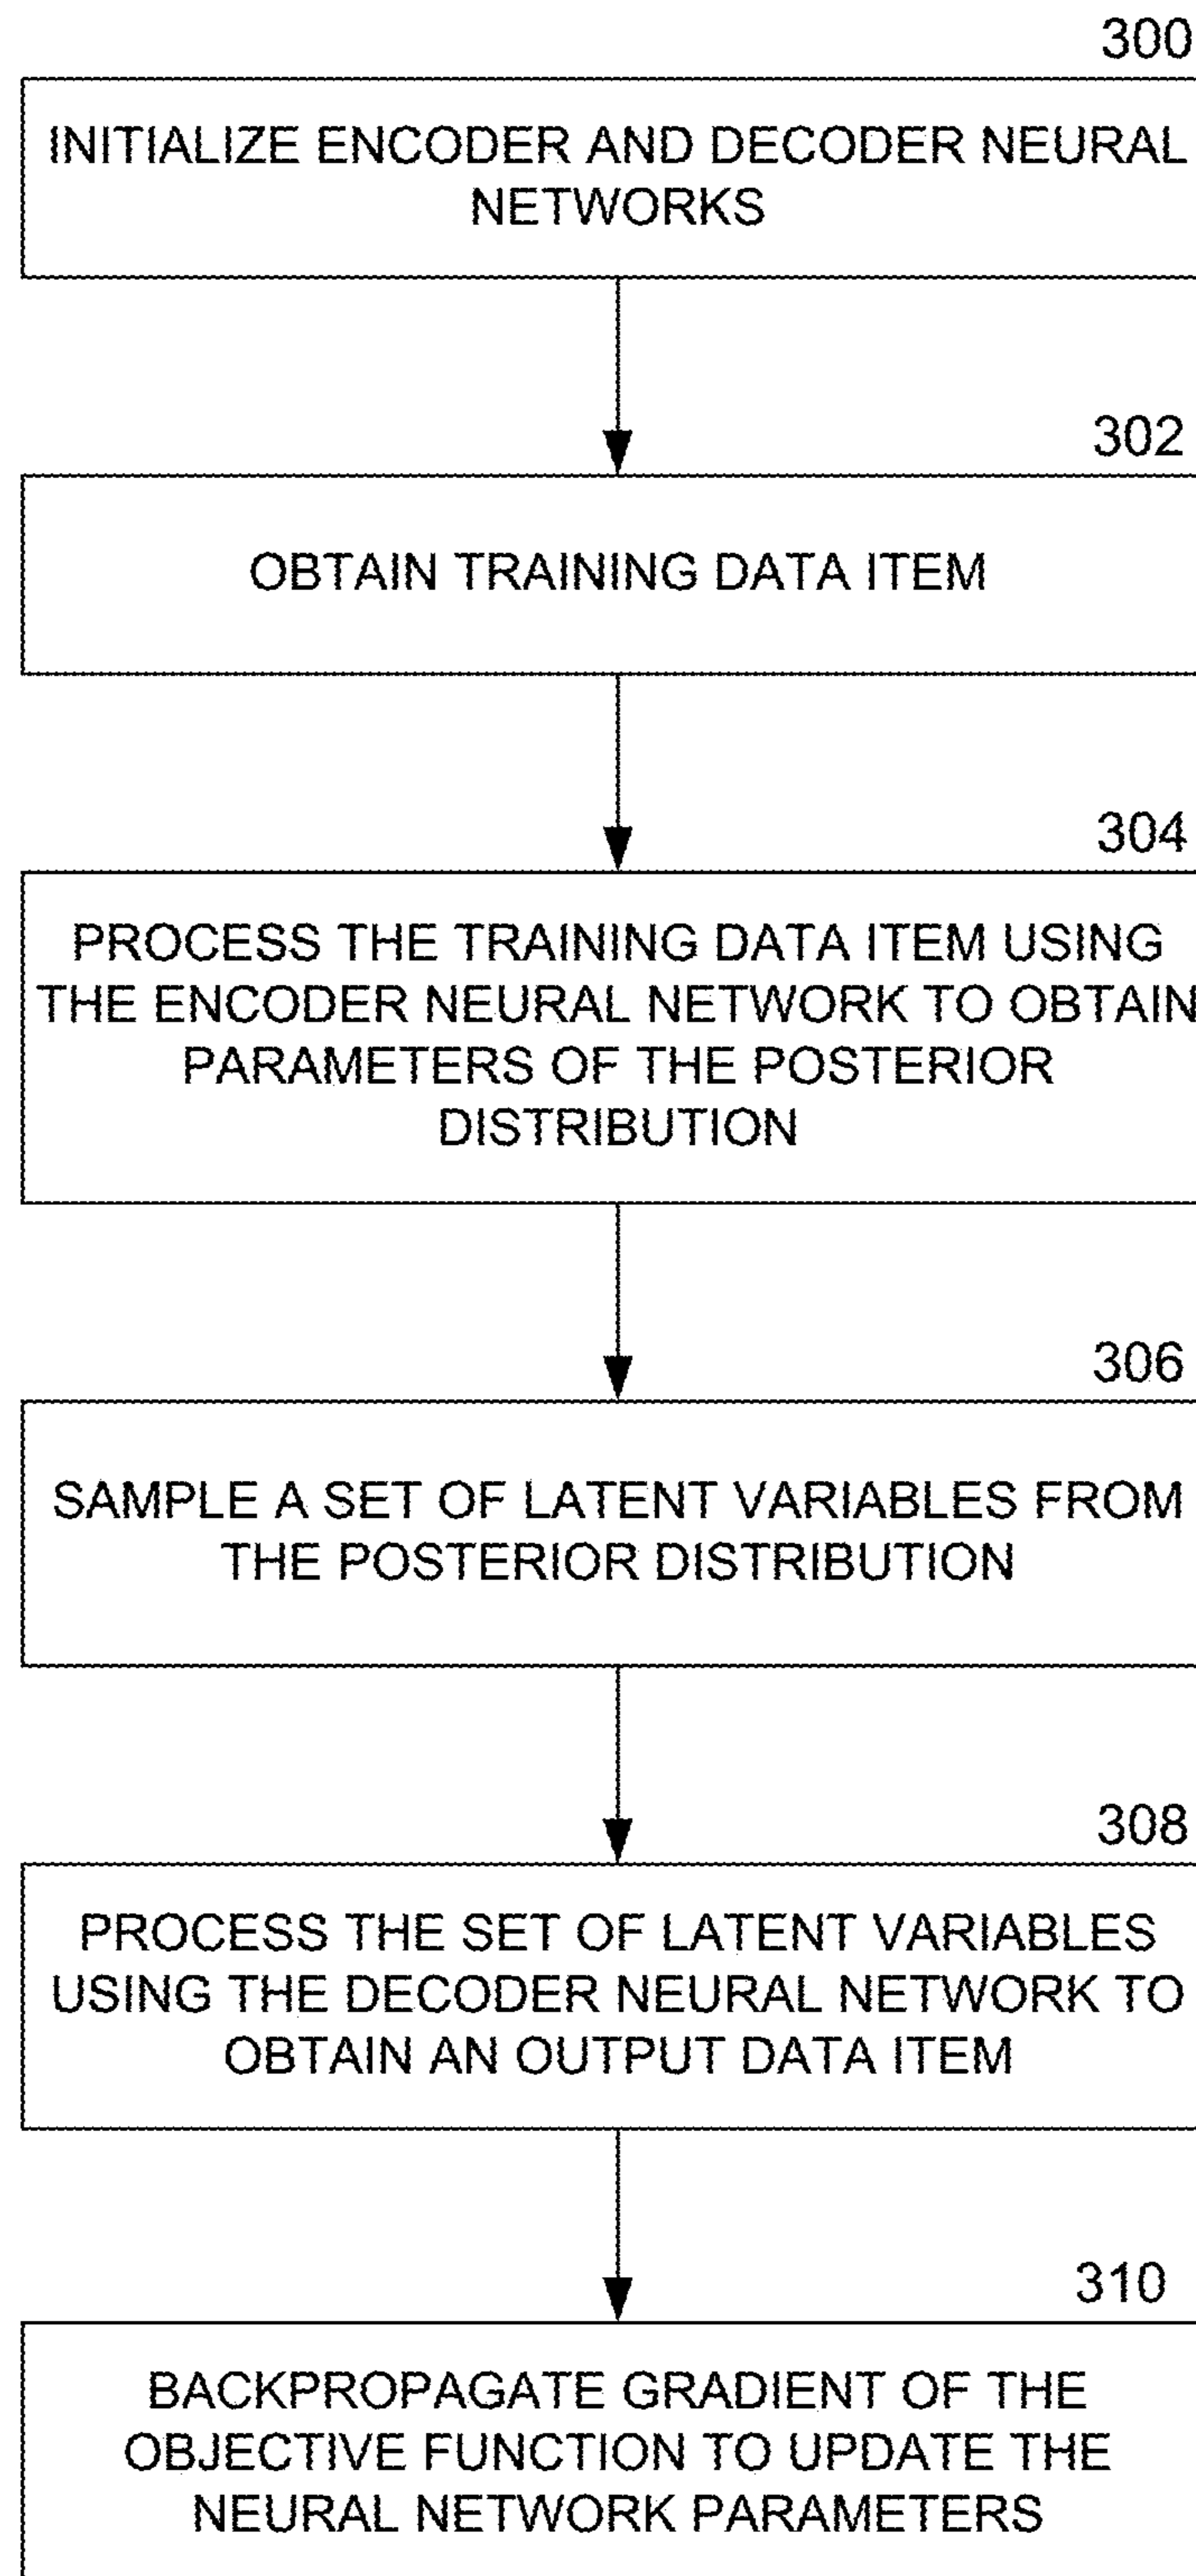 300
INITIALIZE ENCODER AND DECODER NEURAL
NETWORKS
302
OBTAIN TRAINING DATA ITEM
304
PROCESS THE TRAINING DATA ITEM USING
THE ENCODER NEURAL NETWORK TO OBTAIN
PARAMETERS OF THE POSTERIOR
DISTRIBUTION
306
SAMPLE A SET OF LATENT VARIABLES FROM
THE POSTERIOR DISTRIBUTION
308
PROCESS THE SET OF LATENT VARIABLES
USING THE DECODER NEURAL NETWORK TO
OBTAIN AN OUTPUT DATA ITEM
310
BACKPROPAGATE GRADIENT OF THE
OBJECTIVE FUNCTION TO UPDATE THE
NEURAL NETWORK PARAMETERS